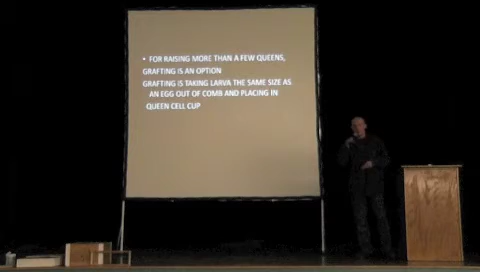 • FOR RAISING MORE THAN A FEW QUEENS,
GRAFTING IS AN OPTION
GRAFTING IS TAKING LARVA THE SAME SIZE AS
AN EGG OUT OF COMB AND PLACING IN
QUEEN CELL CUP